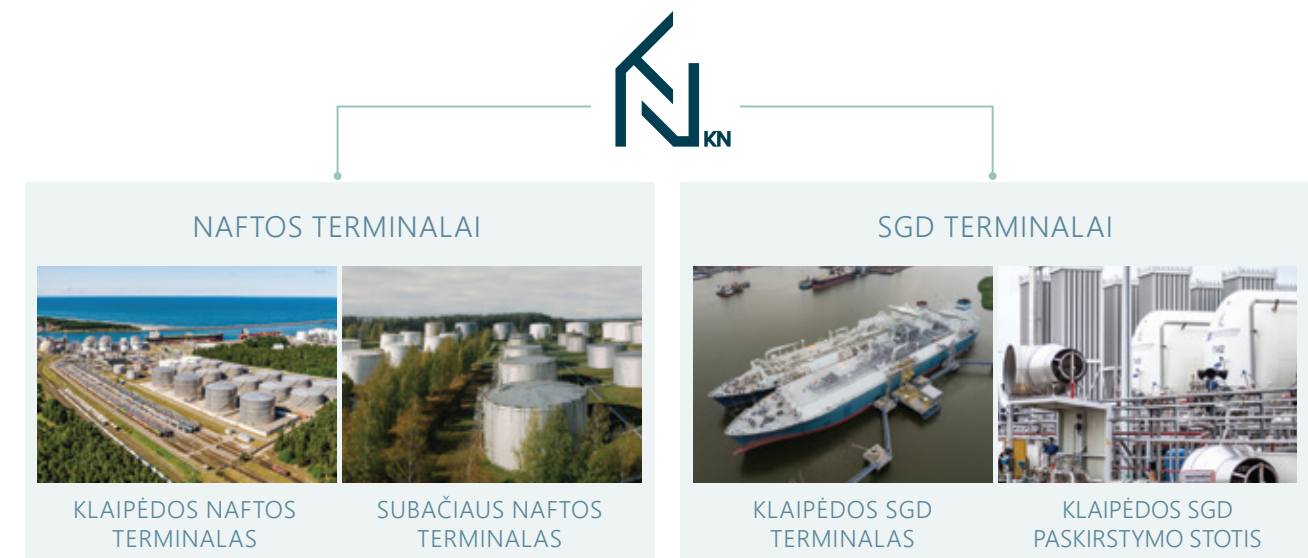 KN
NAFTOS TERMINALAI
SGD TERMINALAI
KLAIPĖDOS NAFTOS
TERMINALAS
SUBAČIAUS NAFTOS
TERMINALAS
KLAIPĖDOS SGD
TERMINALAS
KLAIPĖDOS SGD
PASKIRSTYMO STOTIS